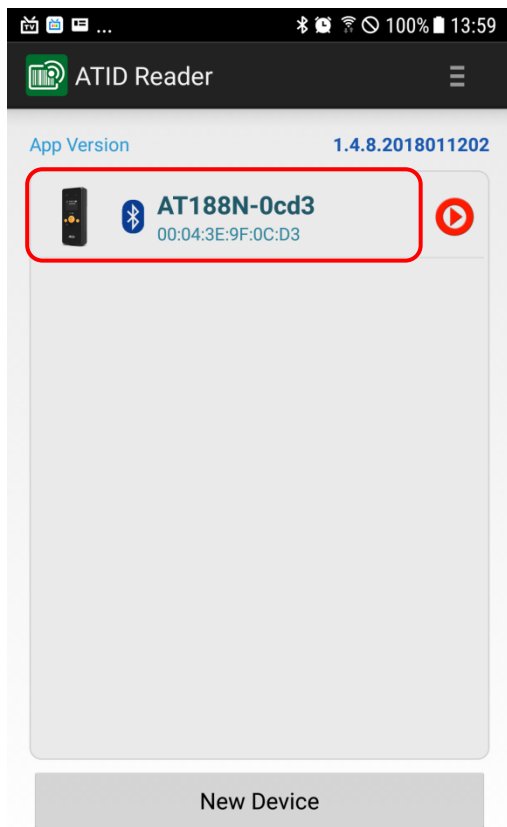 ... 100% 13:59
ATID Reader
App Version 1.4.8.2018011202
AT188N-0cd3
00:04:3E:9F:0C:D3
New Device